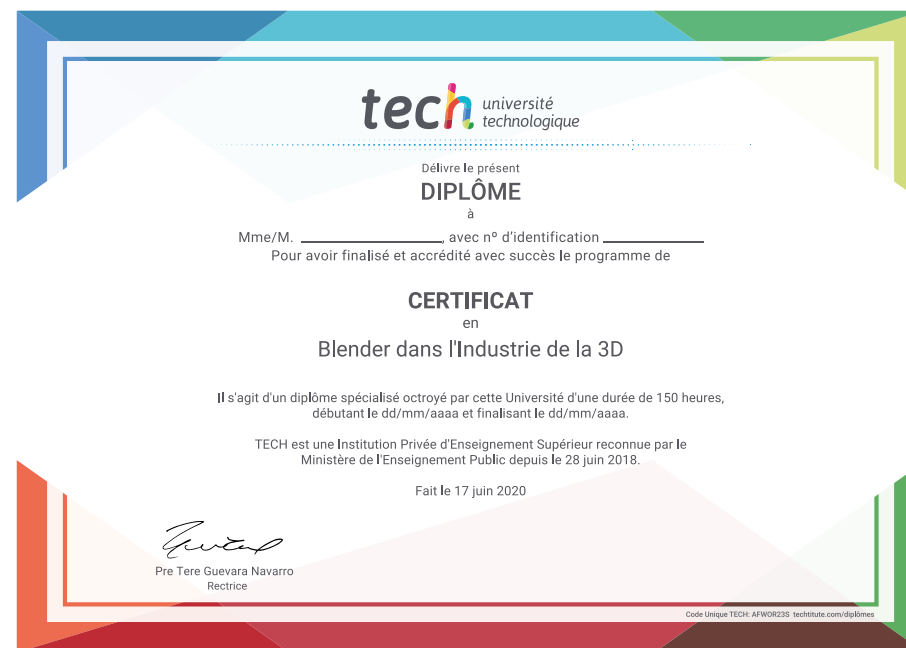 tech université
technologique
Délivre le présent
DIPLÔME
à
Mme/M. ____________________, avec nº d'identification ______________
Pour avoir finalisé et accrédité avec succès le programme de
CERTIFICAT
en
Blender dans l'Industrie de la 3D
Il s'agit d'un diplôme spécialisé octroyé par cette Université d'une durée de 150 heures,
débutant le dd/mm/aaaa et finalisant le dd/mm/aaaa.
TECH est une Institution Privée d'Enseignement Supérieur reconnue par le
Ministère de l'Enseignement Public depuis le 28 juin 2018.
Fait le 17 juin 2020
Pre Tere Guevara Navarro
Rectrice
Code Unique TECH: AFWOR23S techtitute.com/diplômes